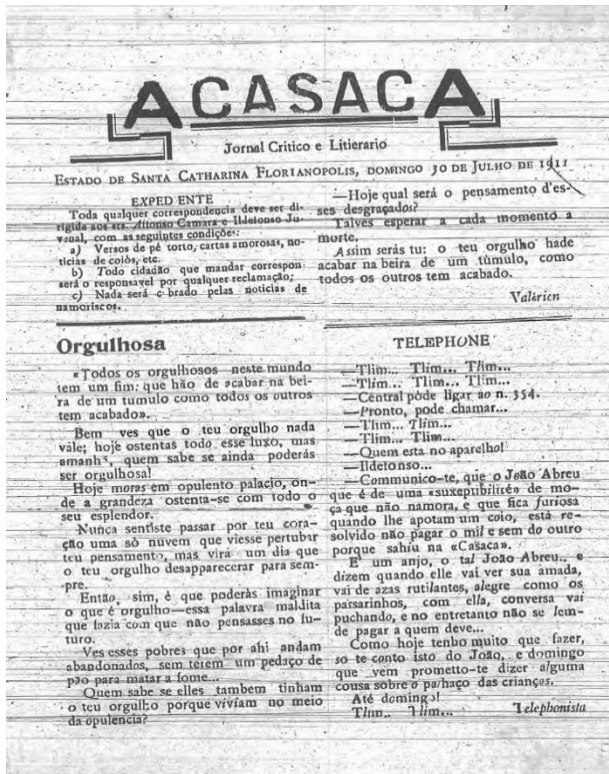 A CASACA
Jornal Critico e Litierario
ESTADO DE SANTA CATHARINA FLORIANOPOLIS, DOMINGO 30 DE JULHO DE 1911
EXPED ENTE
Toda qualquer correspondencia deve ser di-
rigida aos srs. Affonso Camara e Ildefonso Ju-
venal, com as seguintes condições:
a) Versos de pé torto, cartas amorosas, no-
ticias de coiós, etc.
b) Todo cidadão que mandar correspon
será o responsavel por qualquer reclamação;
c) Nada será c brado pelas noticias de
namoriscos.
Orgulhosa
«Todos os orgulhosos neste mundo
tem um fim: que hão de acabar na bei-
ra de um tumulo como todos os outros
tem acabado».
Bem ves que o teu orgulho nada
vale; hoje ostentas todo esse luxo, mas
amanhã, quem sabe se ainda poderás
ser orgulhosa!
Hoje moras em opulento palacio, on-
de a grandeza ostenta-se com todo o
seu esplendor.
Nunca sentiste passar por teu cora-
ção uma só nuvem que viesse pertubar
teu pensamento, mas virá um dia que
o teu orgulho desapparecerar para sem-
pre.
Então, sim, é que poderás imaginar
o que é orgulho—essa palavra maldita
que fazia com que não pensasses no fu-
turo.
Ves esses pobres que por ahi andam
abandonados, sem terem um pedaço de
pão para matar a fome...
Quem sabe se elles tambem tinham
o teu orgulho porque viviam no meio
da opulencia?
—Hoje qual será o pensamento d'es-
ses desgraçados?
Talves esperar a cada momento a
morte.
Assim serás tu: o teu orgulho hade
acabar na beira de um túmulo, como
todos os outros tem acabado.
Valirien
TELEPHONE
—Tlim... Tlim... Tlim...
—Tlim... Tlim... Tlim...
—Central póde ligar ao n. 354.
—Pronto, pode chamar...
—Tlim... Tlim...
—Tlim... Tlim...
—Quem esta no aparelho!
—Ildefonso...
—Communico-te, que o João Abreu
que é de uma «suxeptibilité» de mo-
ça que não namora, e que fica furiosa
quando lhe apotam um coio, está re-
solvido não pagar o mil e sem do outro
porque sahiu na «Casaca».
E' um anjo, o tal João Abreu.. e
dizem quando elle vai ver sua amada,
vai de azas rutilantes, alegre como os
passarinhos, com ella, conversa vai
puchando, e no entretanto não se lem-
de pagar a quem deve...
Como hoje tenho muito que fazer,
so te conto isto do João, e domingo
que vem prometto-te dizer alguma
cousa sobre o palhaço das crianças.
Até doming)!
Tlim.. Tlim...
Telephonista